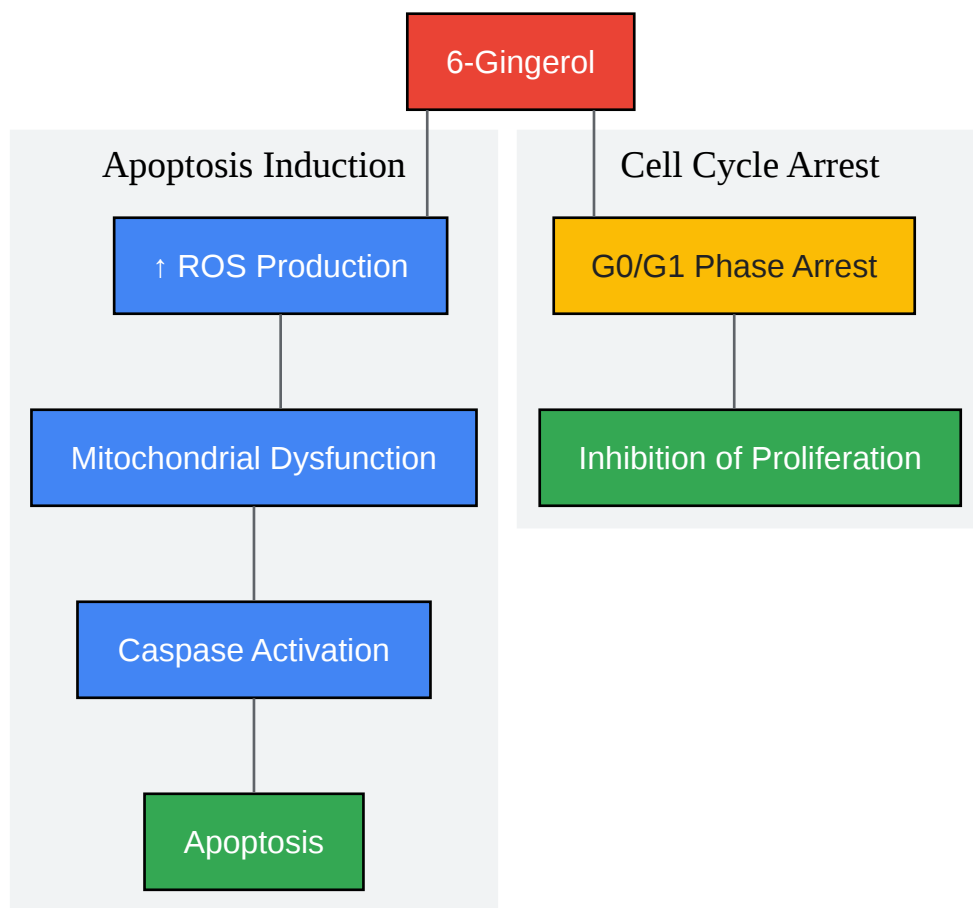 6-Gingerol
Apoptosis Induction
↑ ROS Production
Mitochondrial Dysfunction
Caspase Activation
Apoptosis
Cell Cycle Arrest
G0/G1 Phase Arrest
Inhibition of Proliferation